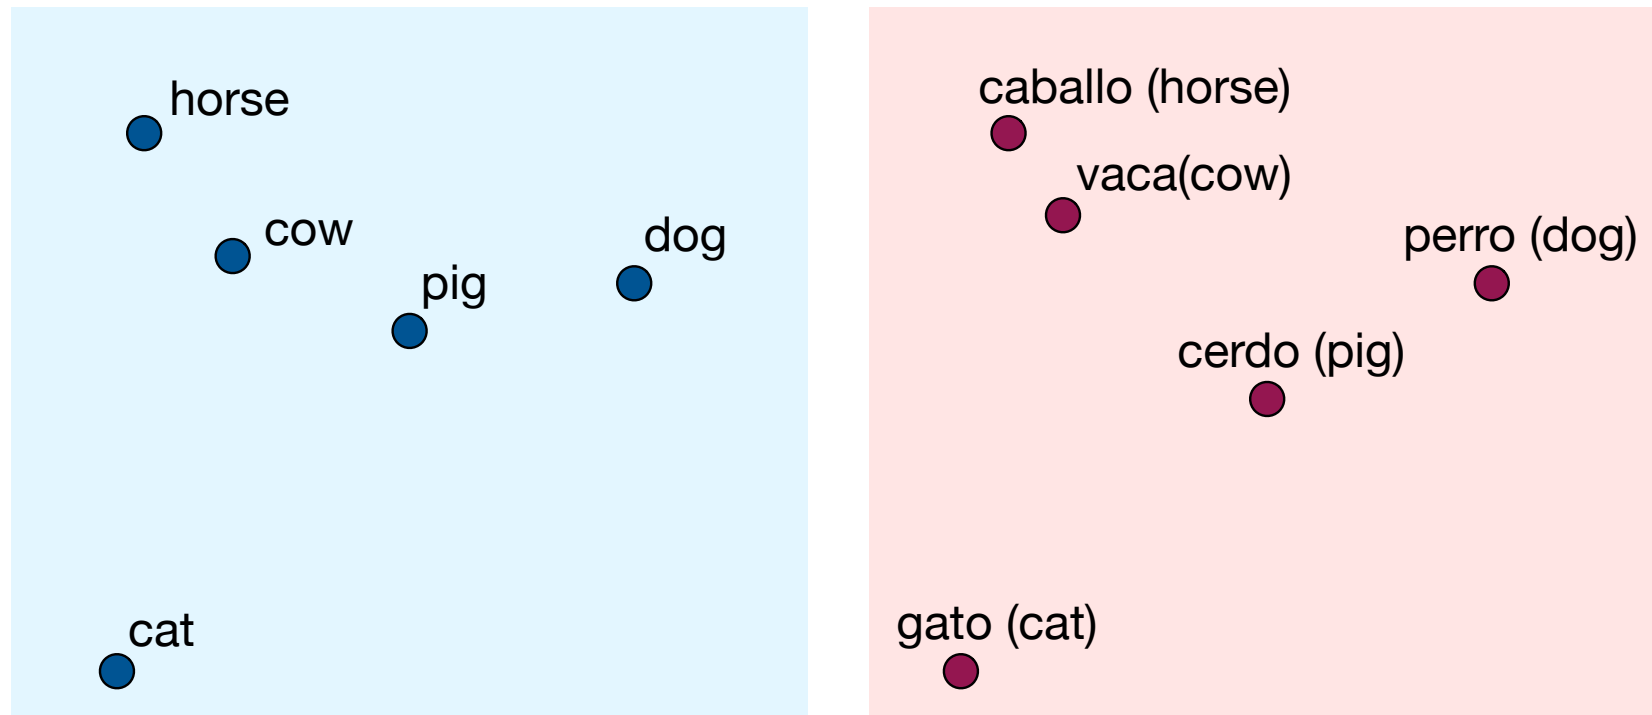 horse
cow
pig
dog
cat
caballo (horse)
vaca(cow)
perro (dog)
cerdo (pig)
gato (cat)